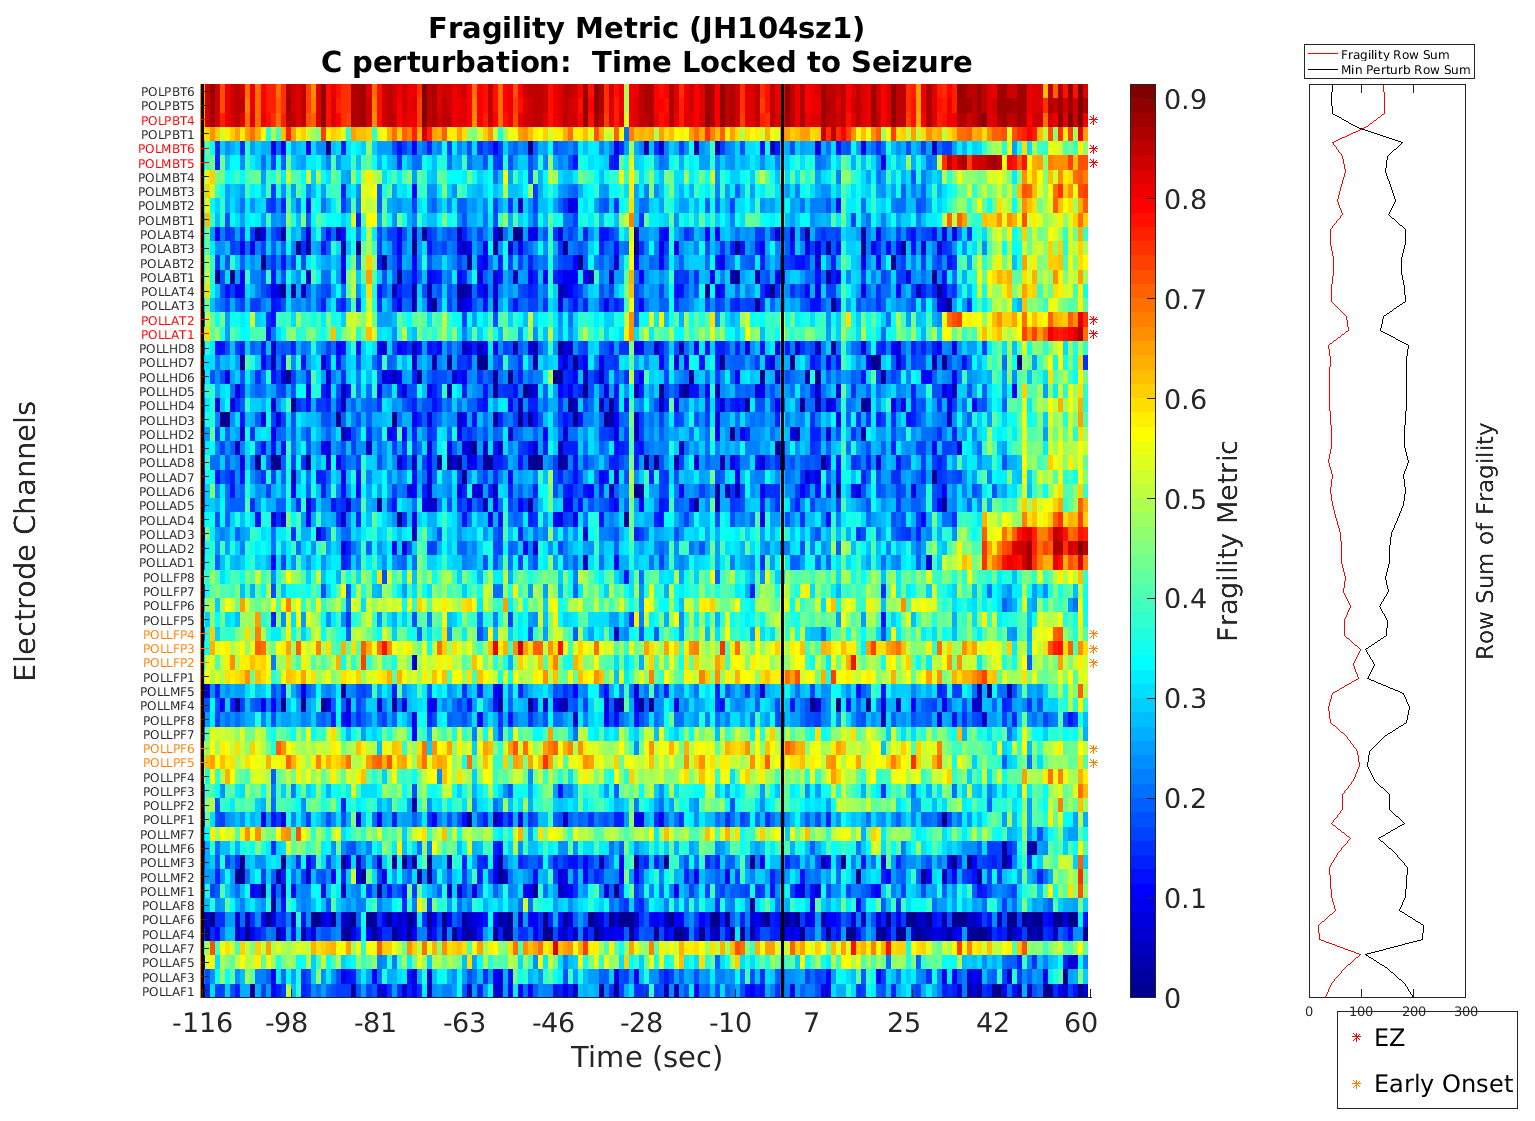 Fragility Metric (JH104sz1)
C perturbation:  Time Locked to Seizure
Fragility Row Sum
Min Perturb Row Sum
Electrode Channels
POLPBT6
POLPBT5
POLPBT4
POLPBT1
POLMBT6
POLMBT5
POLMBT4
POLMBT3
POLMBT2
POLMBT1
POLABT4
POLABT3
POLABT2
POLABT1
POLLAT4
POLLAT3
POLLAT2
POLLAT1
POLLHD8
POLLHD7
POLLHD6
POLLHD5
POLLHD4
POLLHD3
POLLHD2
POLLHD1
POLLAD8
POLLAD7
POLLAD6
POLLAD5
POLLAD4
POLLAD3
POLLAD2
POLLAD1
POLLFP8
POLLFP7
POLLFP6
POLLFP5
POLLFP4
POLLFP3
POLLFP2
POLLFP1
POLLMF5
POLLMF4
POLLPF8
POLLPF7
POLLPF6
POLLPF5
POLLPF4
POLLPF3
POLLPF2
POLLPF1
POLLMF7
POLLMF6
POLLMF3
POLLMF2
POLLMF1
POLLAF8
POLLAF6
POLLAF4
POLLAF7
POLLAF5
POLLAF3
POLLAF1
-116 -98 -81 -63 -46 -28 -10 7 25 42 60
Time (sec)
0.9
0.8
0.7
0.6
0.5
0.4
0.3
0.2
0.1
0
Fragility Metric
0 100 200 300
Row Sum of Fragility
EZ
Early Onset